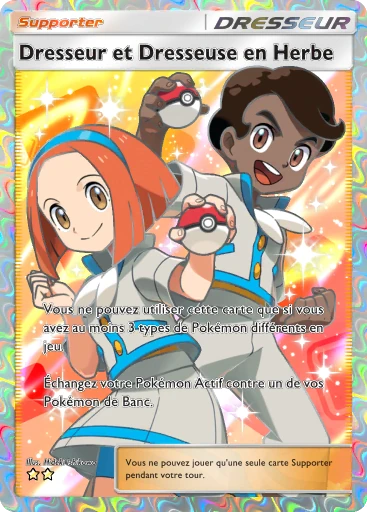 Supporter
DRESSEUR
Dresseur et Dresseuse en Herbe
Vous ne pouvez utiliser cette carte que si vous
avez au moins 3 types de Pokémon différents en
jeu
Échangez votre Pokémon Actif contre un de vos
Pokémon de Banc.
Illus.
Vous ne pouvez jouer qu'une seule carte Supporter
pendant votre tour.